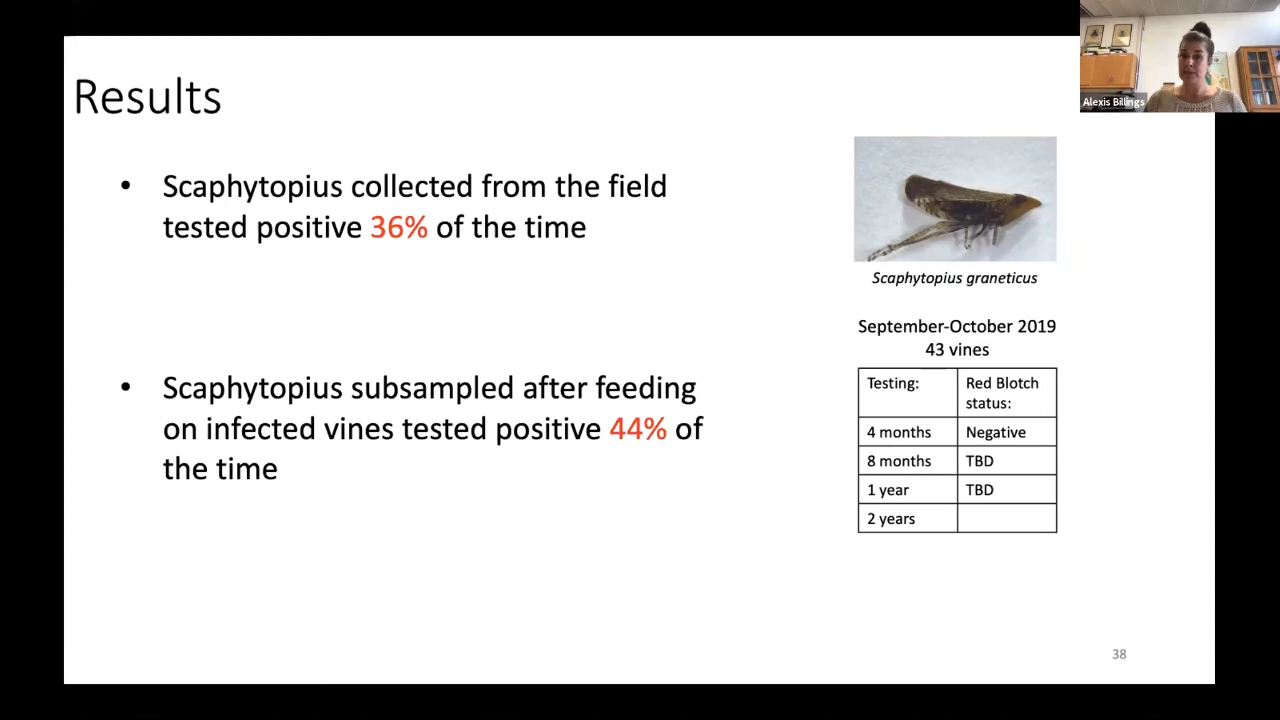 Results
Alexis Billings
• Scaphytopius collected from the field
tested positive 36% of the time
• Scaphytopius subsampled after feeding
on infected vines tested positive 44% of
the time
Scaphytopius graneticus
September-October 2019
43 vines
Testing: Red Blotch
status:
4 months Negative
8 months TBD
1 year TBD
2 years
38